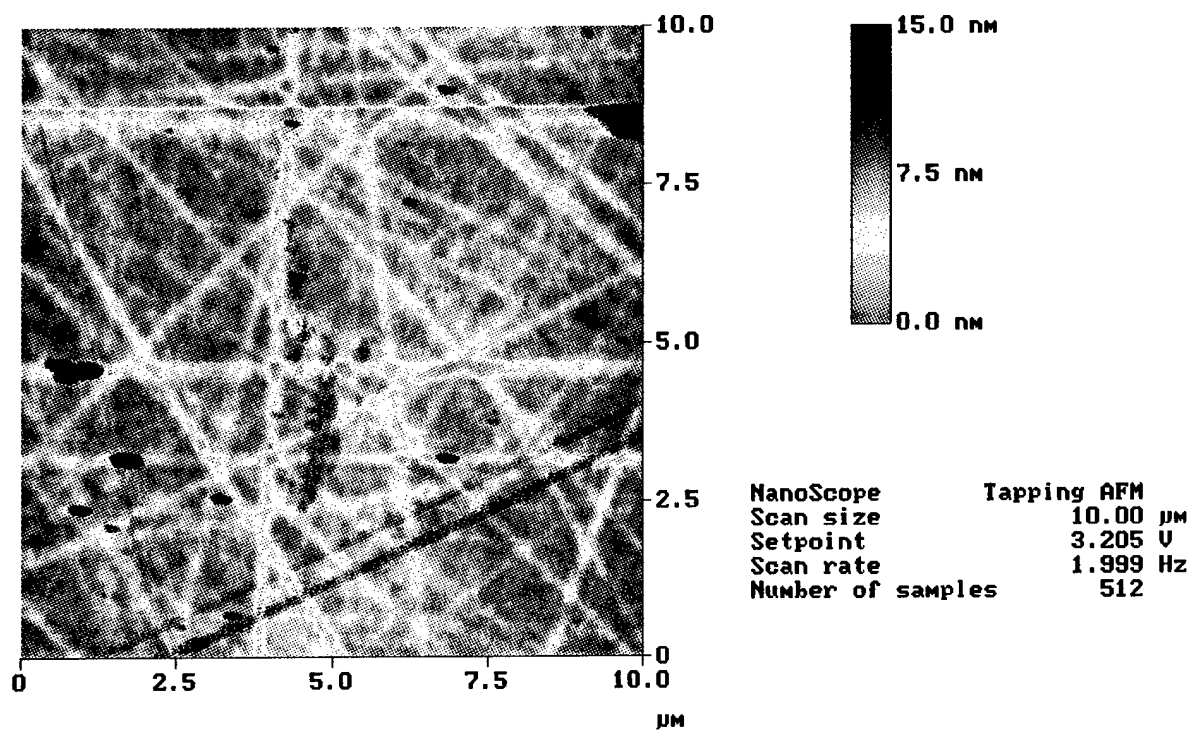 10.0
7.5
5.0
2.5
0
0 2.5 5.0 7.5 10.0
µM
15.0 nM
7.5 nM
0.0 nM
NanoScope Tapping AFM
Scan size 10.00 µM
Setpoint 3.205 V
Scan rate 1.999 Hz
Number of samples 512